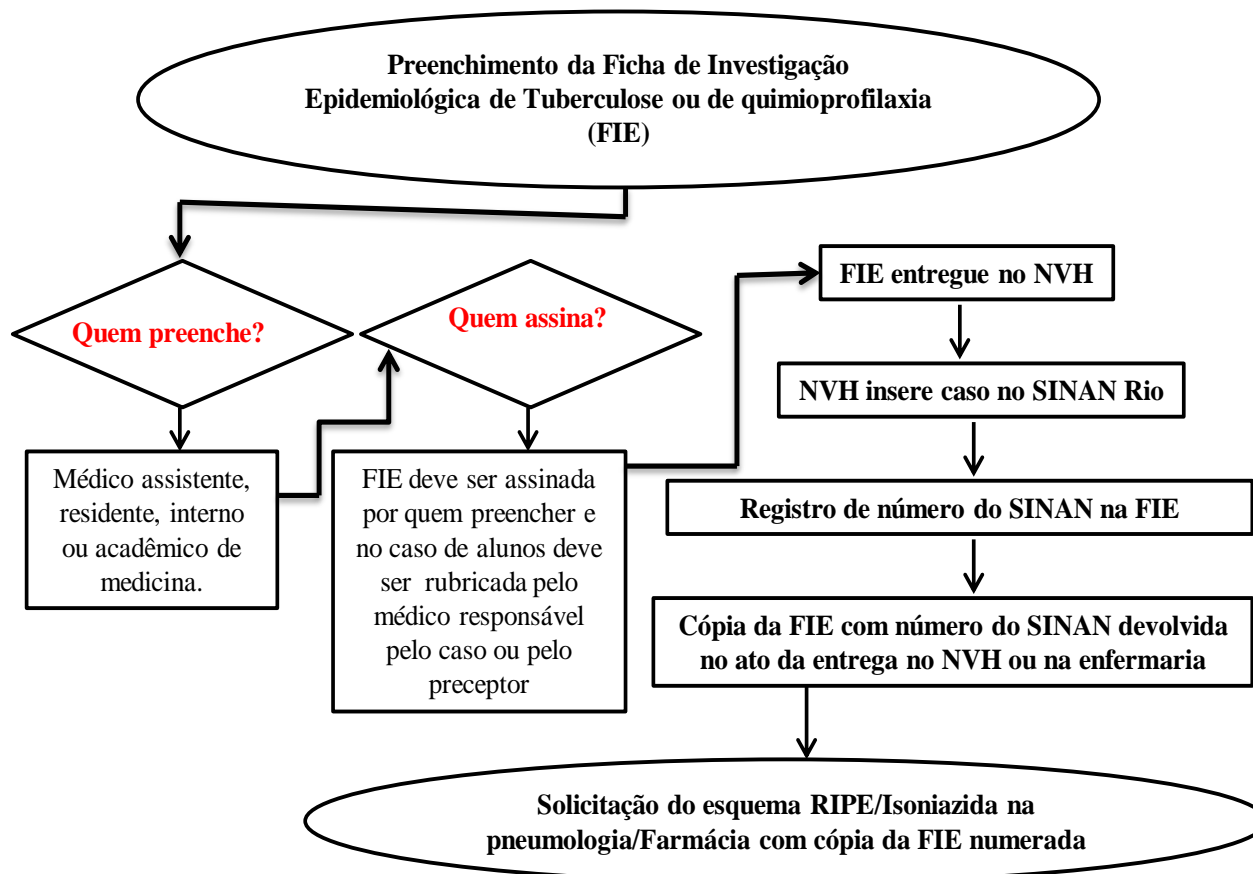 Preenchimento da Ficha de Investigação
Epidemiológica de Tuberculose ou de quimioprofilaxia
(FIE)
Quem preenche?
Médico assistente,
residente, interno
ou acadêmico de
medicina.
Quem assina?
FIE deve ser assinada
por quem preencher e
no caso de alunos deve
ser rubricada pelo
médico responsável
pelo caso ou pelo
preceptor
FIE entregue no NVH
NVH insere caso no SINAN Rio
Registro de número do SINAN na FIE
Cópia da FIE com número do SINAN devolvida
no ato da entrega no NVH ou na enfermaria
Solicitação do esquema RIPE/Isoniazida na
pneumologia/Farmácia com cópia da FIE numerada